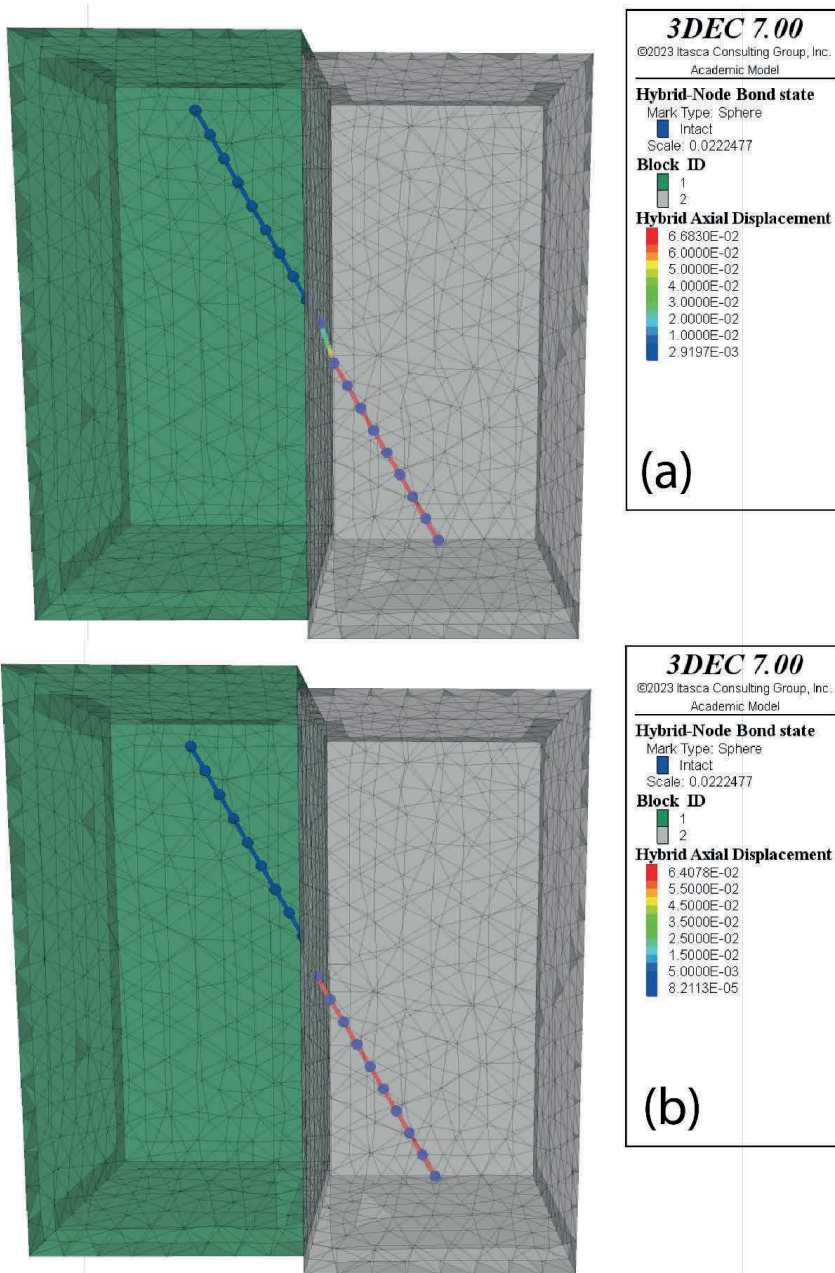 3DEC 7.00
©2023 Itasca Consulting Group, Inc.
Academic Model
Hybrid-Node Bond state
Mark Type: Sphere
Intact
Scale: 0.0222477
Block ID
1
2
Hybrid Axial Displacement
6.6830E-02
6.0000E-02
5.0000E-02
4.0000E-02
3.0000E-02
2.0000E-02
1.0000E-02
2.9197E-03
(a)
3DEC 7.00
©2023 Itasca Consulting Group, Inc.
Academic Model
Hybrid-Node Bond state
Mark Type: Sphere
Intact
Scale: 0.0222477
Block ID
1
2
Hybrid Axial Displacement
6.4078E-02
5.5000E-02
4.5000E-02
3.5000E-02
2.5000E-02
1.5000E-02
5.0000E-03
8.2113E-05
(b)